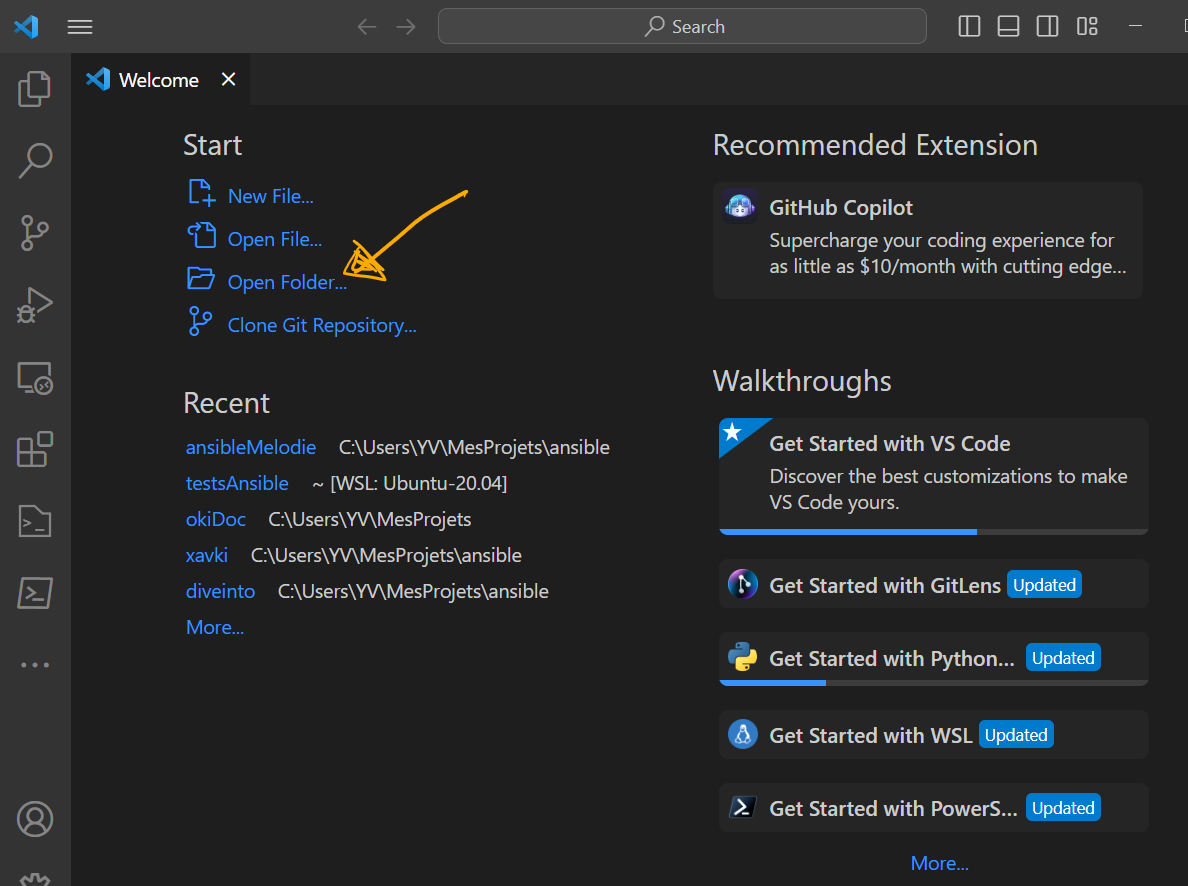 Search
Welcome
Start
New File...
Open File...
Open Folder...
Clone Git Repository...
Recent
ansibleMelodie C:\Users\YV\MesProjets\ansible
testsAnsible ~ [WSL: Ubuntu-20.04]
okiDoc C:\Users\YV\MesProjets
xavki C:\Users\YV\MesProjets\ansible
diveinto C:\Users\YV\MesProjets\ansible
More...
Recommended Extension
GitHub Copilot
Supercharge your coding experience for
as little as $10/month with cutting edge...
Walkthroughs
Get Started with VS Code
Discover the best customizations to make
VS Code yours.
Get Started with GitLens Updated
Get Started with Python... Updated
Get Started with WSL Updated
Get Started with PowerS... Updated
More...